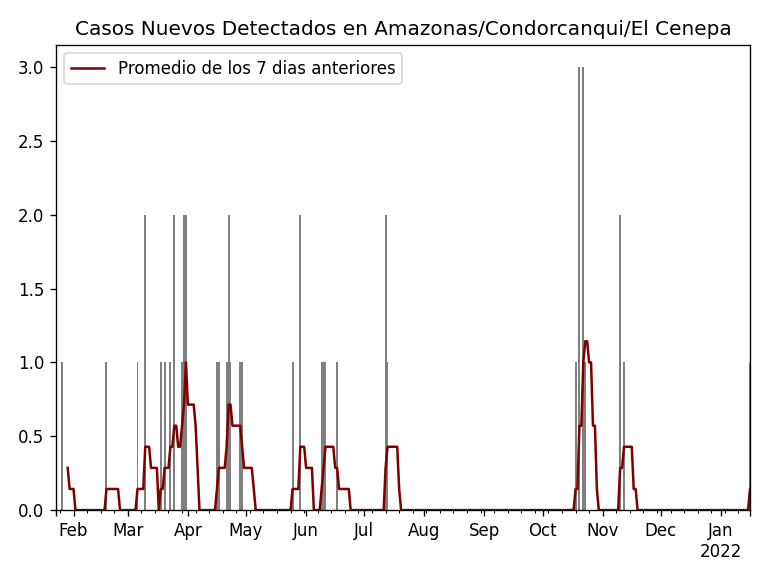 Casos Nuevos Detectados en Amazonas/Condorcanqui/El Cenepa
Promedio de los 7 dias anteriores
3.0
2.5
2.0
1.5
1.0
0.5
0.0
Feb Mar Apr May Jun Jul Aug Sep Oct Nov Dec Jan
2022